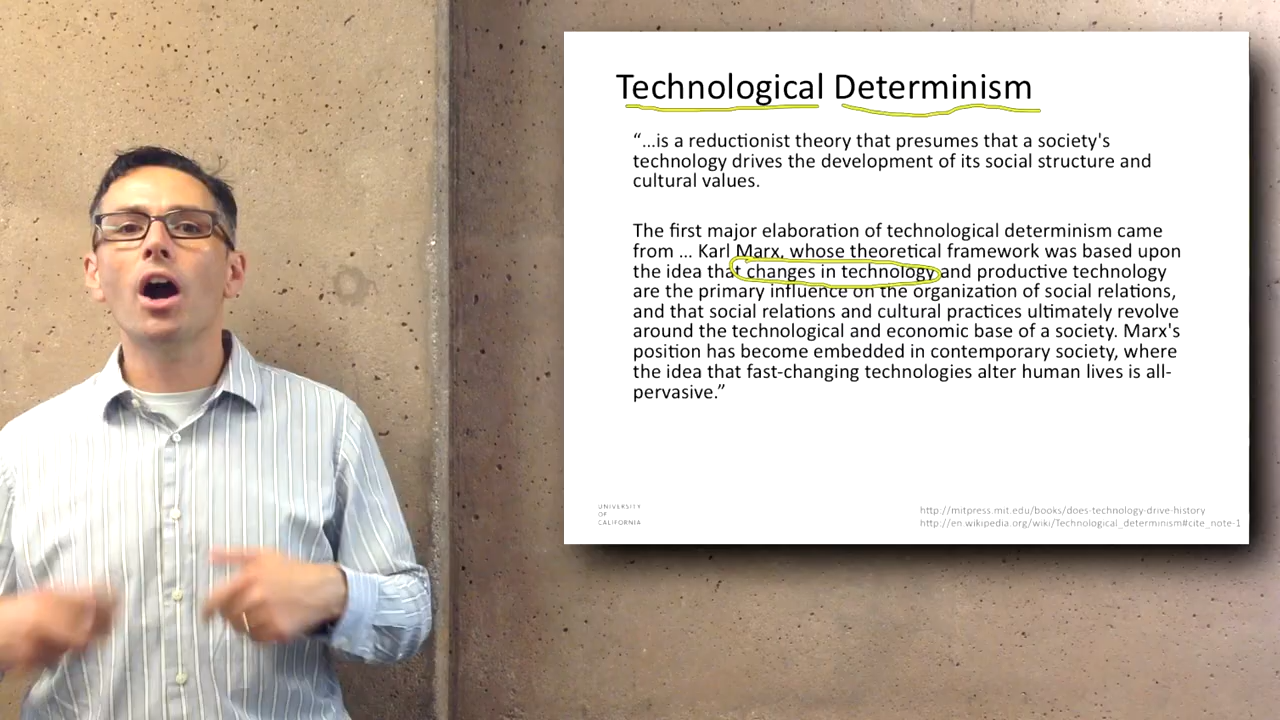 Technological Determinism
“...is a reductionist theory that presumes that a society's
technology drives the development of its social structure and
cultural values.
The first major elaboration of technological determinism came
from ... Karl Marx, whose theoretical framework was based upon
the idea that changes in technology and productive technology
are the primary influence on the organization of social relations,
and that social relations and cultural practices ultimately revolve
around the technological and economic base of a society. Marx's
position has become embedded in contemporary society, where
the idea that fast-changing technologies alter human lives is all-
pervasive.”
UNIVERSITY
OF
CALIFORNIA
http://mitpress.mit.edu/books/does-technology-drive-history
http://en.wikipedia.org/wiki/Technological_determinism#cite_note-1